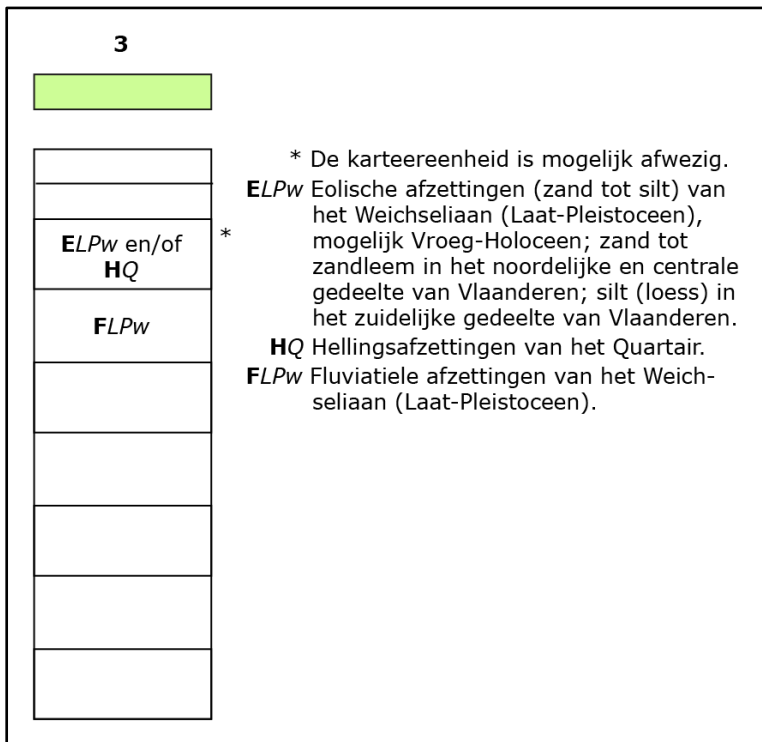 3
* De karteereenheid is mogelijk afwezig.
ELPw Eolische afzettingen (zand tot silt) van
het Weichseliaan (Laat-Pleistoceen),
mogelijk Vroeg-Holoceen; zand tot
zandleem in het noordelijke en centrale
gedeelte van Vlaanderen; silt (loess) in
het zuidelijke gedeelte van Vlaanderen.
HQ Hellingsafzettingen van het Quartair.
FLPw Fluviatiele afzettingen van het Weich-
seliaan (Laat-Pleistoceen).
ELPw en/of *
HQ
FLPw